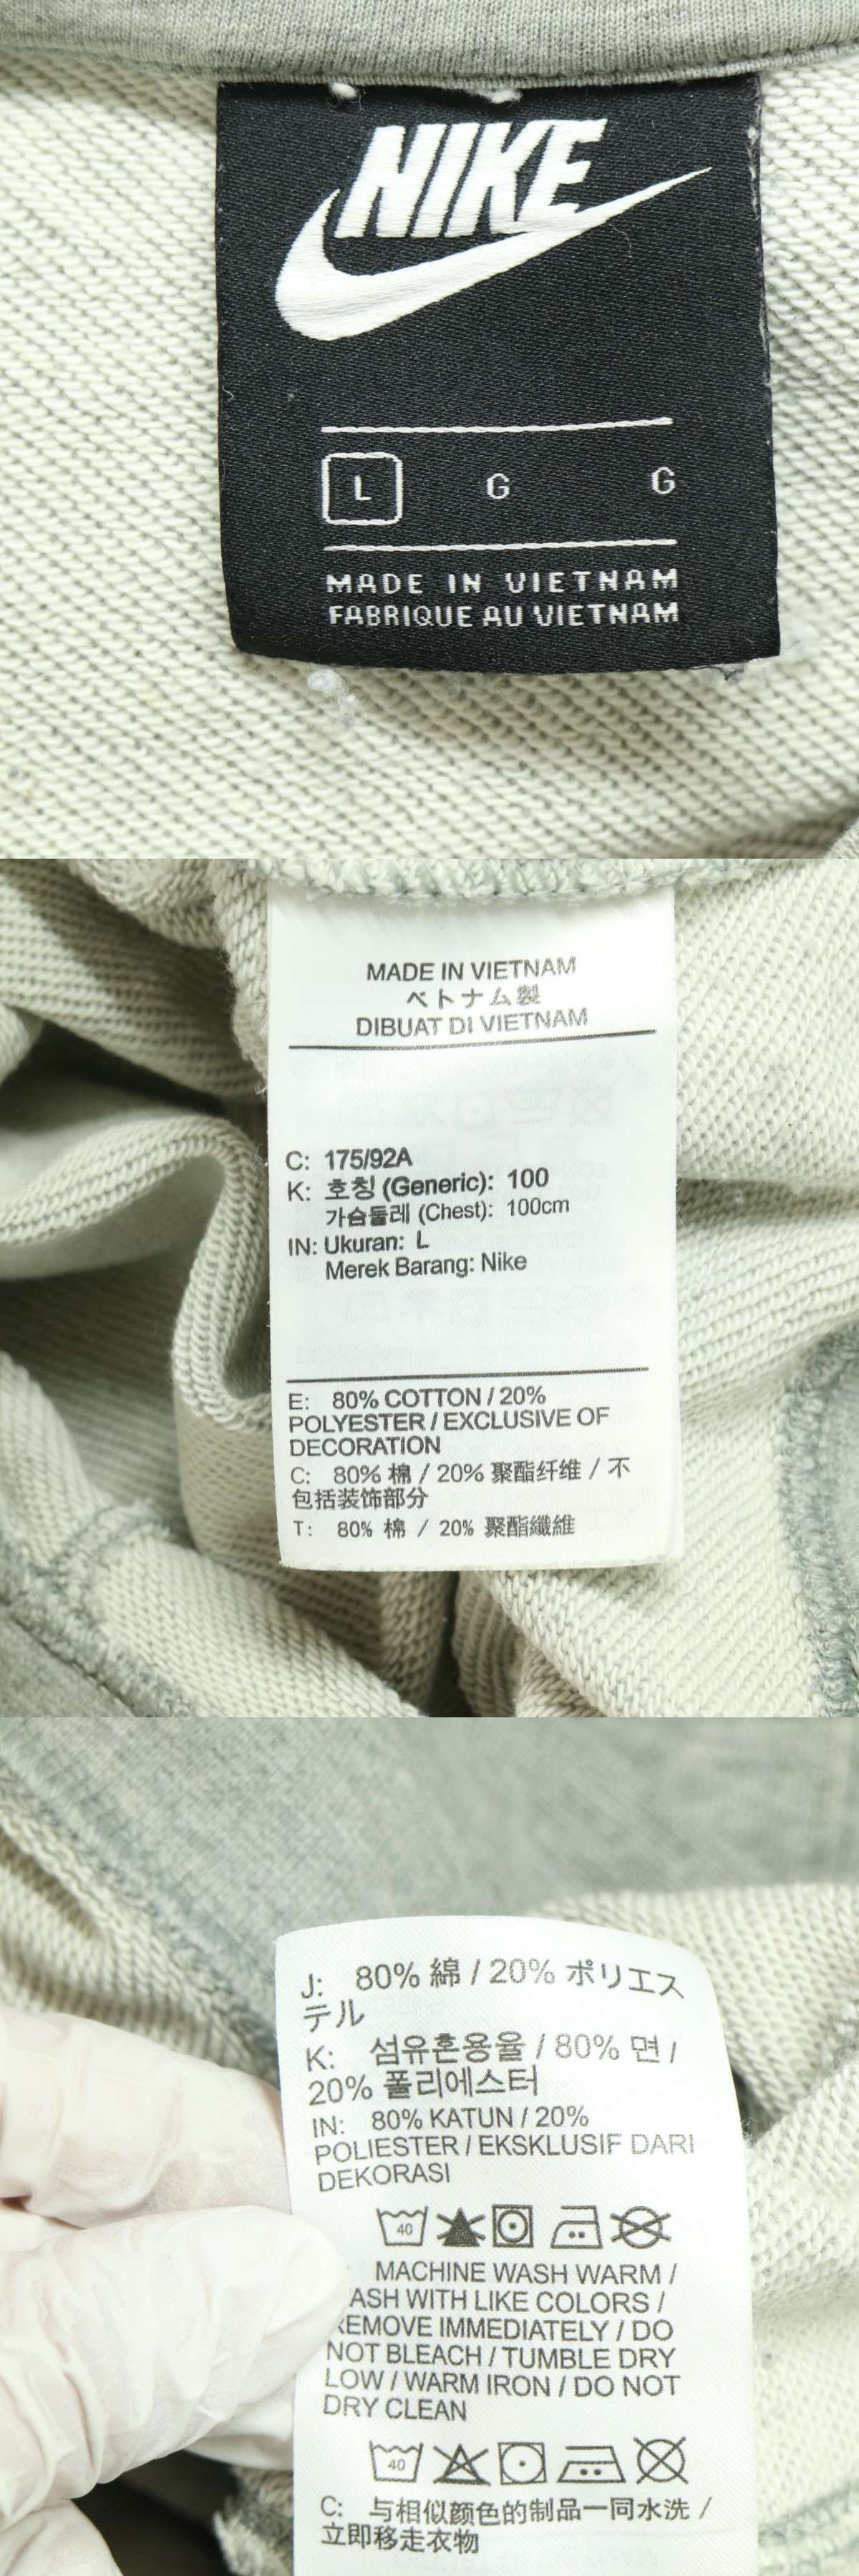 NIKE
L G G
MADE IN VIETNAM
FABRIQUE AU VIETNAM
MADE IN VIETNAM
ベトナム製
DIBUAT DI VIETNAM
C: 175/92A
K: 호칭 (Generic): 100
가슴둘레 (Chest): 100cm
IN: Ukuran: L
Merek Barang: Nike
E: 80% COTTON / 20%
POLYESTER / EXCLUSIVE OF
DECORATION
C: 80% 棉 / 20% 聚酯纤维 / 不
包括装饰部分
T: 80% 棉 / 20% 聚酯纖維
J: 80% 綿 / 20% ポリエス
テル
K: 섬유혼용율 / 80% 면 /
20% 폴리에스터
IN: 80% KATUN / 20%
POLIESTER / EKSKLUSIF DARI
DEKORASI
40
MACHINE WASH WARM /
ASH WITH LIKE COLORS /
REMOVE IMMEDIATELY / DO
NOT BLEACH / TUMBLE DRY
LOW / WARM IRON / DO NOT
DRY CLEAN
40
C: 与相似颜色的制品一同水洗 /
立即移走衣物